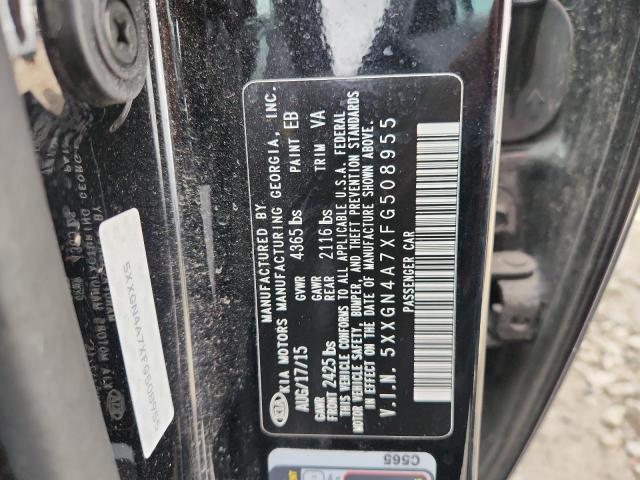 MANUFACTURED BY
KIA KIA MOTORS MANUFACTURING GEORGIA, INC.
AUG/17/15 GVWR 4365 lbs PAINT EB
GAWR GAWR
FRONT 2425 lbs REAR 2116 lbs TRIM VA
THIS VEHICLE CONFORMS TO ALL APPLICABLE U.S.A. FEDERAL
MOTOR VEHICLE SAFETY, BUMPER, AND THEFT PREVENTION STANDARDS
IN EFFECT ON THE DATE OF MANUFACTURE SHOWN ABOVE.
V.I.N. 5XXGN4A7XFG508955
PASSENGER CAR
C565
5XXGN4A7XFG508955